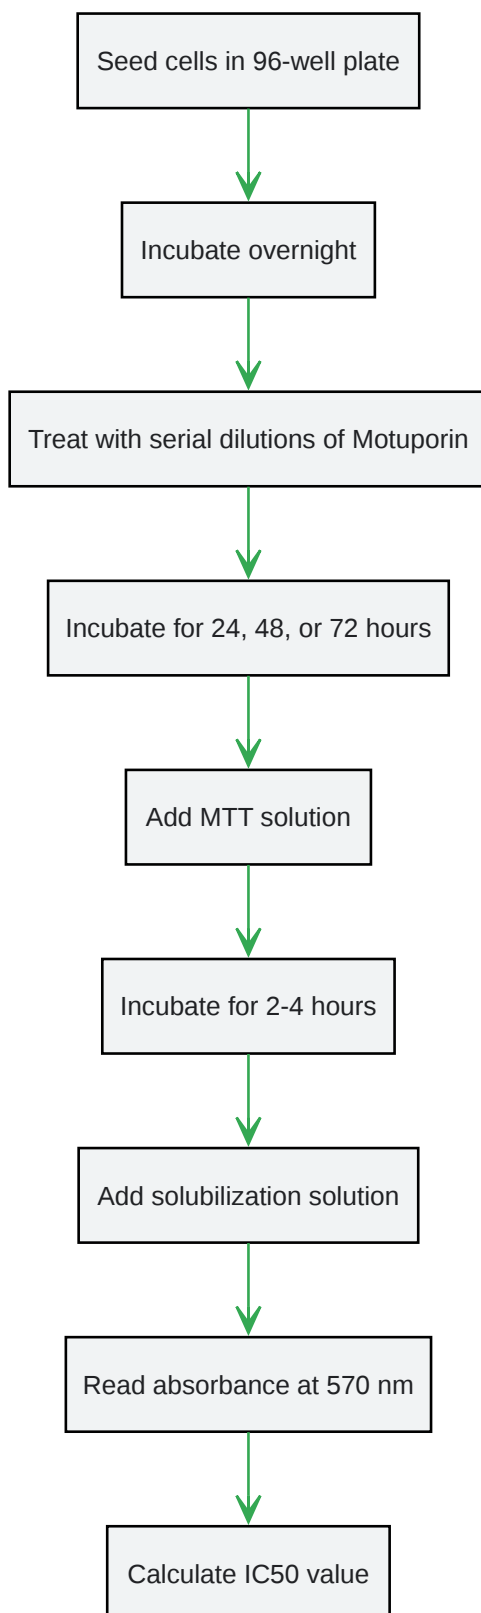 Seed cells in 96-well plate
Incubate overnight
Treat with serial dilutions of Motuporin
Incubate for 24, 48, or 72 hours
Add MTT solution
Incubate for 2-4 hours
Add solubilization solution
Read absorbance at 570 nm
Calculate IC50 value